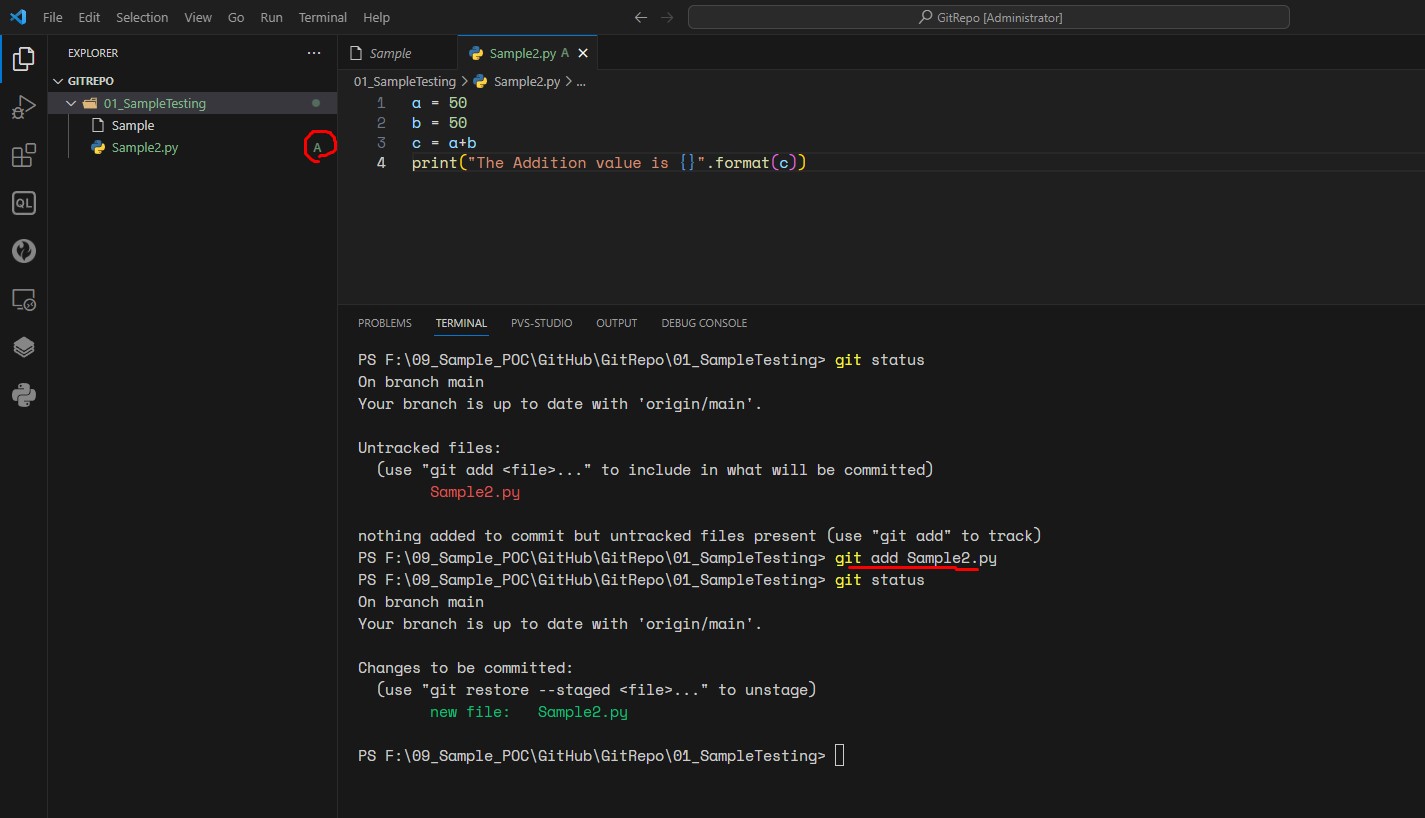 File Edit Selection View Go Run Terminal Help
GitRepo [Administrator]
EXPLORER
GITREPO
01_SampleTesting
Sample
Sample2.py A
QL
Sample
Sample2.py A
01_SampleTesting > Sample2.py > ...
1 a = 50
2 b = 50
3 c = a+b
4 print("The Addition value is {}".format(c))
PROBLEMS TERMINAL PVS-STUDIO OUTPUT DEBUG CONSOLE
PS F:\09_Sample_POC\GitHub\GitRepo\01_SampleTesting> git status
On branch main
Your branch is up to date with 'origin/main'.
Untracked files:
(use "git add <file>..." to include in what will be committed)
Sample2.py
nothing added to commit but untracked files present (use "git add" to track)
PS F:\09_Sample_POC\GitHub\GitRepo\01_SampleTesting> git add Sample2.py
PS F:\09_Sample_POC\GitHub\GitRepo\01_SampleTesting> git status
On branch main
Your branch is up to date with 'origin/main'.
Changes to be committed:
(use "git restore --staged <file>..." to unstage)
new file: Sample2.py
PS F:\09_Sample_POC\GitHub\GitRepo\01_SampleTesting>